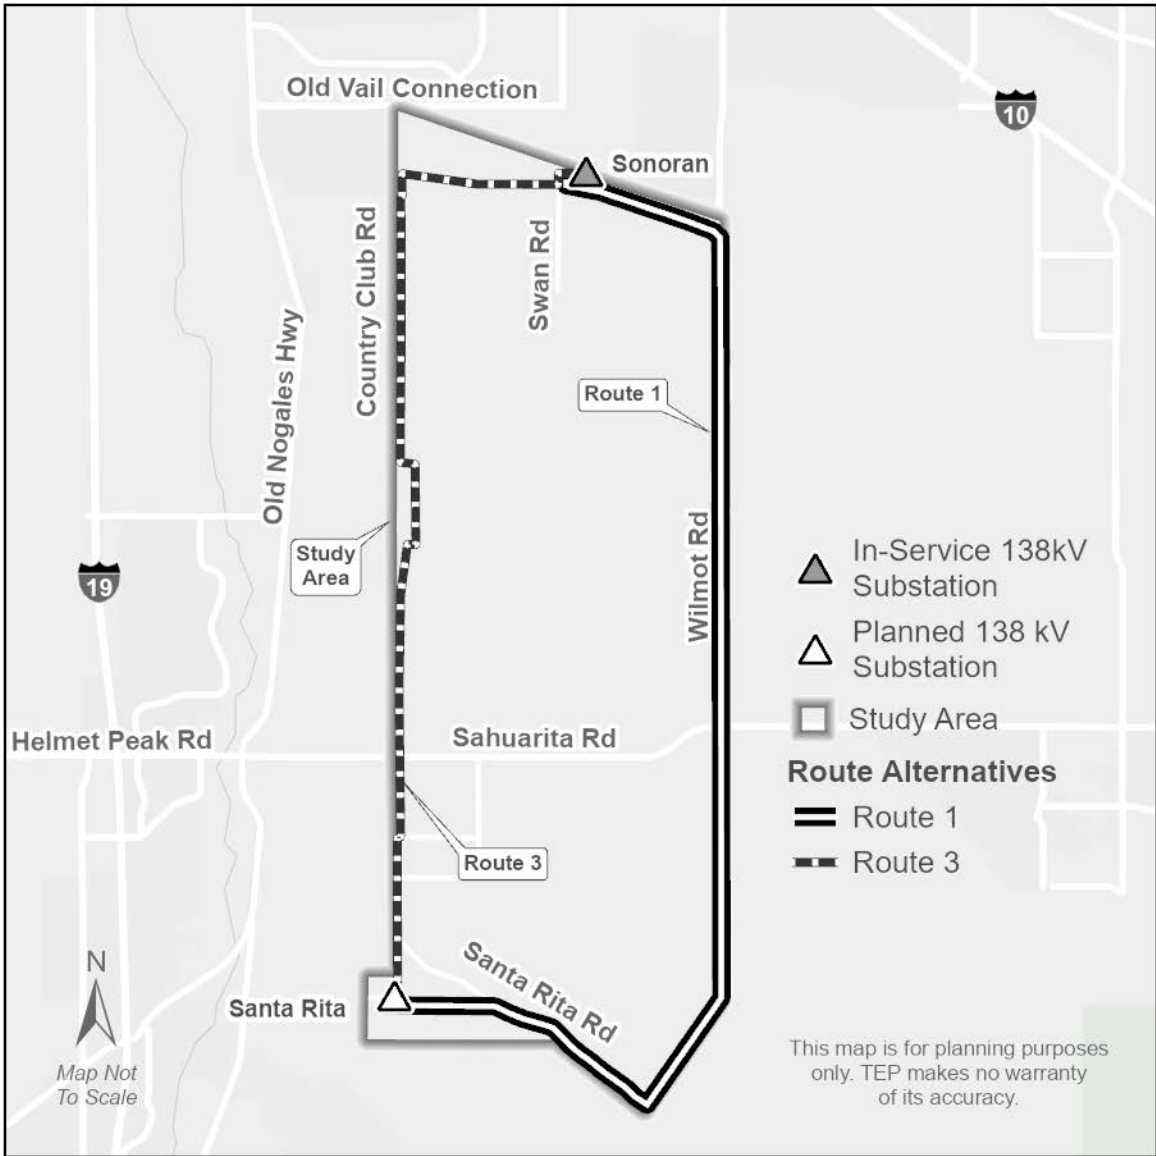 Old Vail Connection
10
Sonoran
Country Club Rd
Swan Rd
Old Nogales Hwy
Route 1
Study
Area
19
Wilmot Rd
In-Service 138kV
Substation
Planned 138 kV
Substation
Study Area
Helmet Peak Rd
Sahuarita Rd
Route Alternatives
Route 1
Route 3
Route 3
N
Santa Rita
Santa Rita Rd
Map Not
To Scale
This map is for planning purposes
only. TEP makes no warranty
of its accuracy.